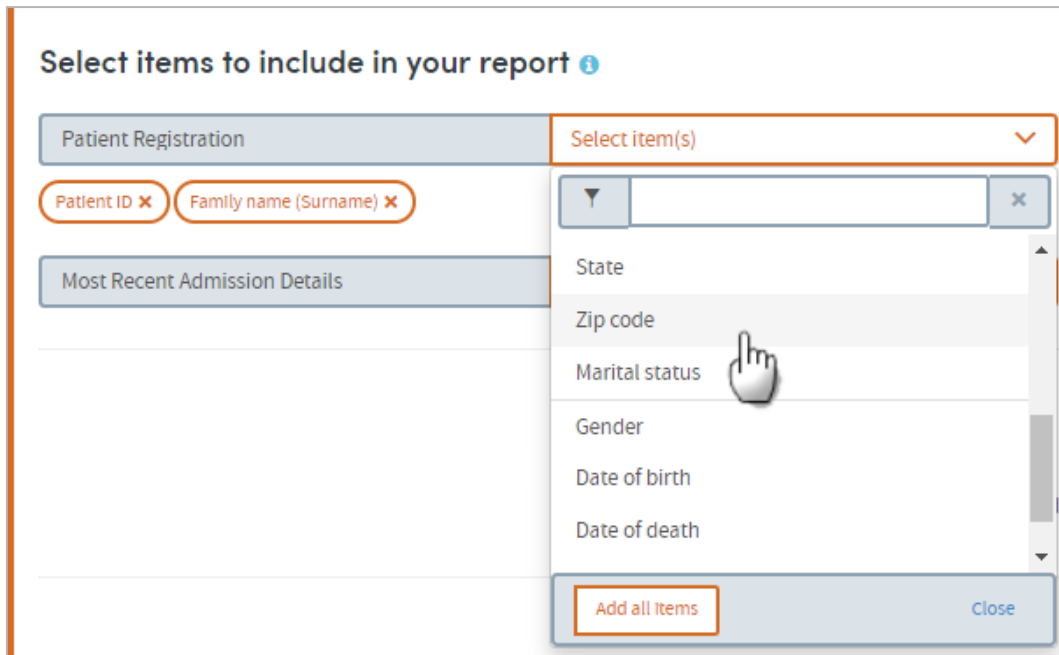 Select items to include in your report
Patient Registration
Select item(s)
Patient ID
Family name (Surname)
Most Recent Admission Details
State
Zip code
Marital status
Gender
Date of birth
Date of death
Add all Items
Close